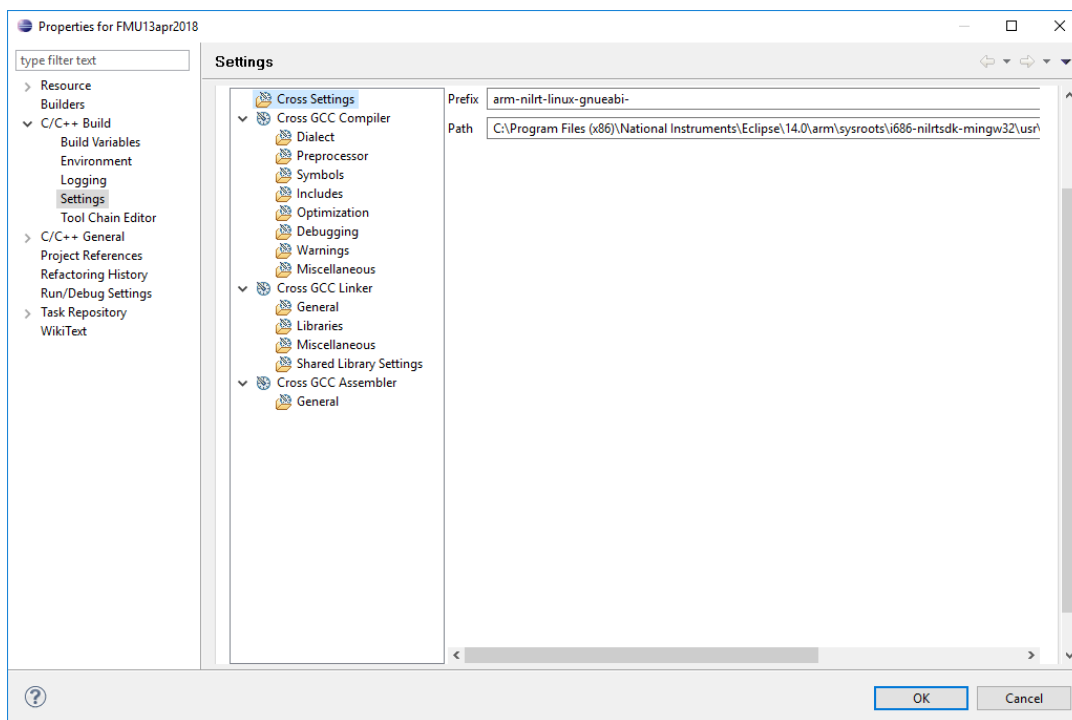 Properties for FMU13apr2018
type filter text
Resource
Builders
C/C++ Build
Build Variables
Environment
Logging
Settings
Tool Chain Editor
C/C++ General
Project References
Refactoring History
Run/Debug Settings
Task Repository
WikiText
Settings
Cross Settings
Cross GCC Compiler
Dialect
Preprocessor
Symbols
Includes
Optimization
Debugging
Warnings
Miscellaneous
Cross GCC Linker
General
Libraries
Miscellaneous
Shared Library Settings
Cross GCC Assembler
General
Prefix arm-nilrt-linux-gnueabi-
Path C:\Program Files (x86)\National Instruments\Eclipse\14.0\arm\sysroots\i686-nilrtsdk-mingw32\usr\
OK Cancel